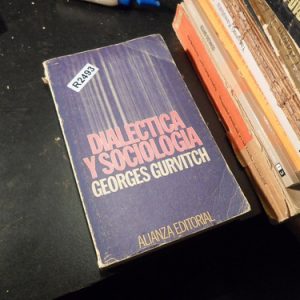 R2493
DIALECTICA
Y SOCIOLOGIA
GEORGES GURVITCH
ALIANZA EDITORIAL